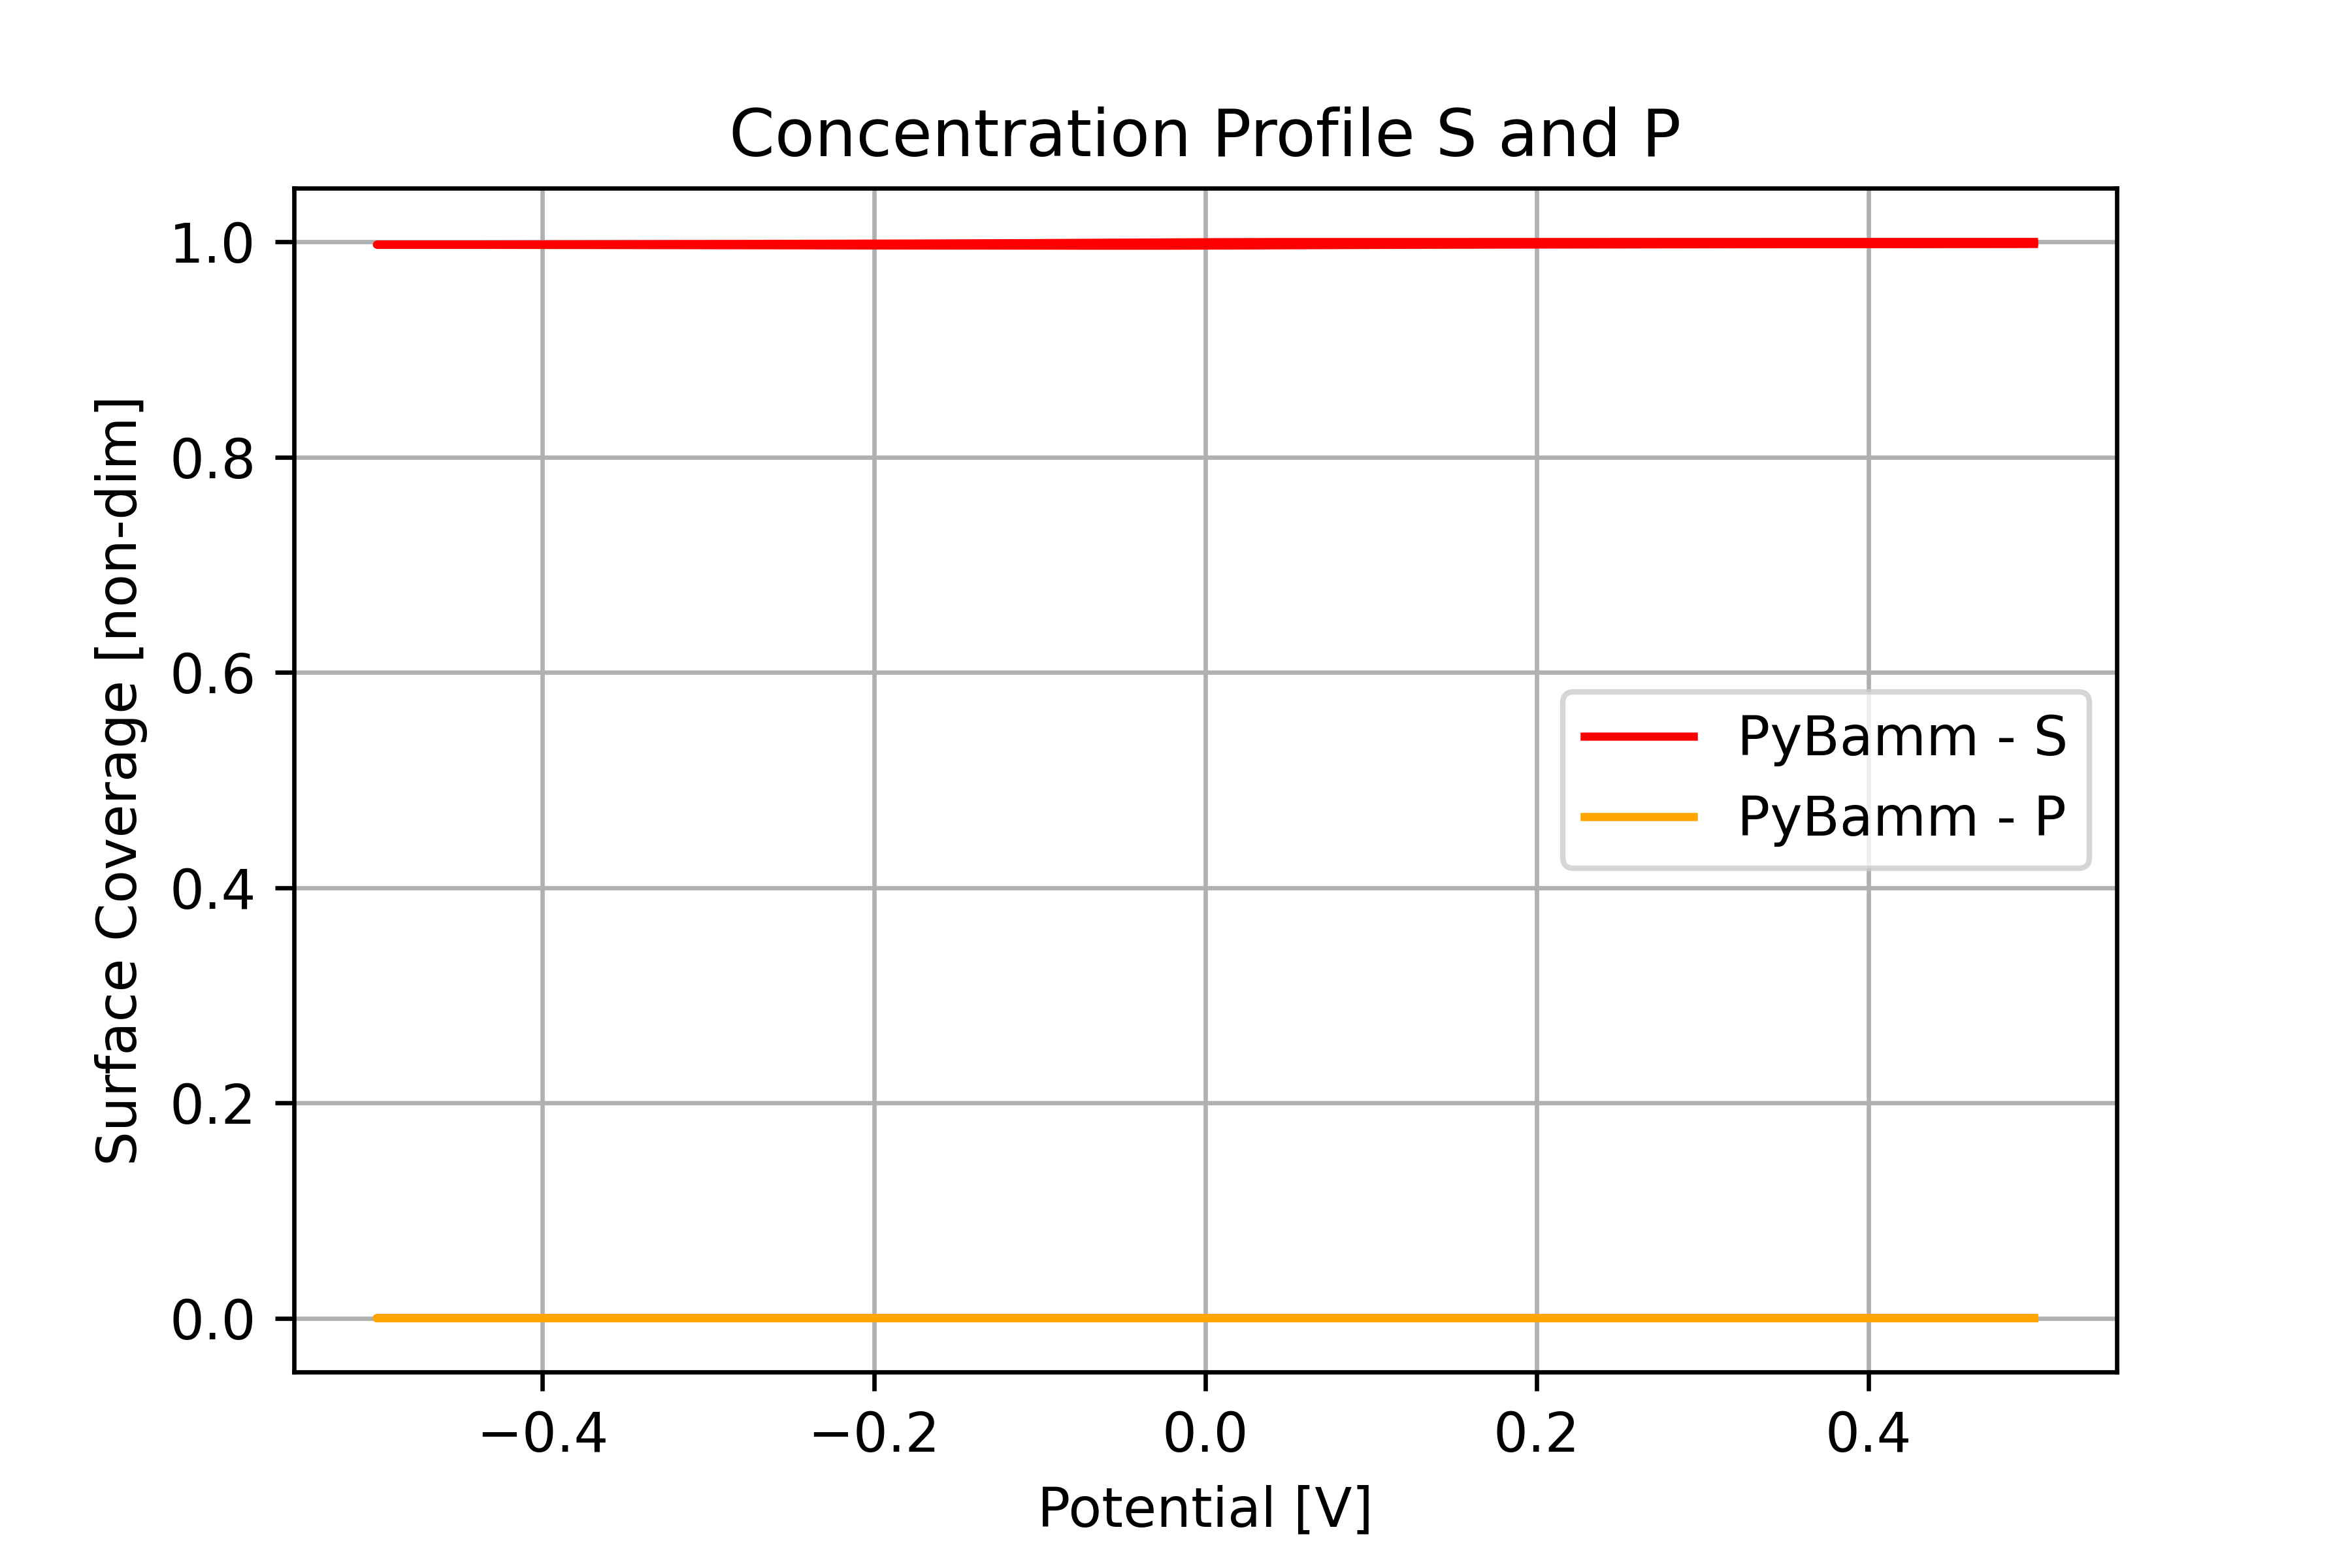 Concentration Profile S and P
Surface Coverage [non-dim]
1.0
0.8
0.6
0.4
0.2
0.0
PyBamm - S
PyBamm - P
−0.4 −0.2 0.0 0.2 0.4
Potential [V]